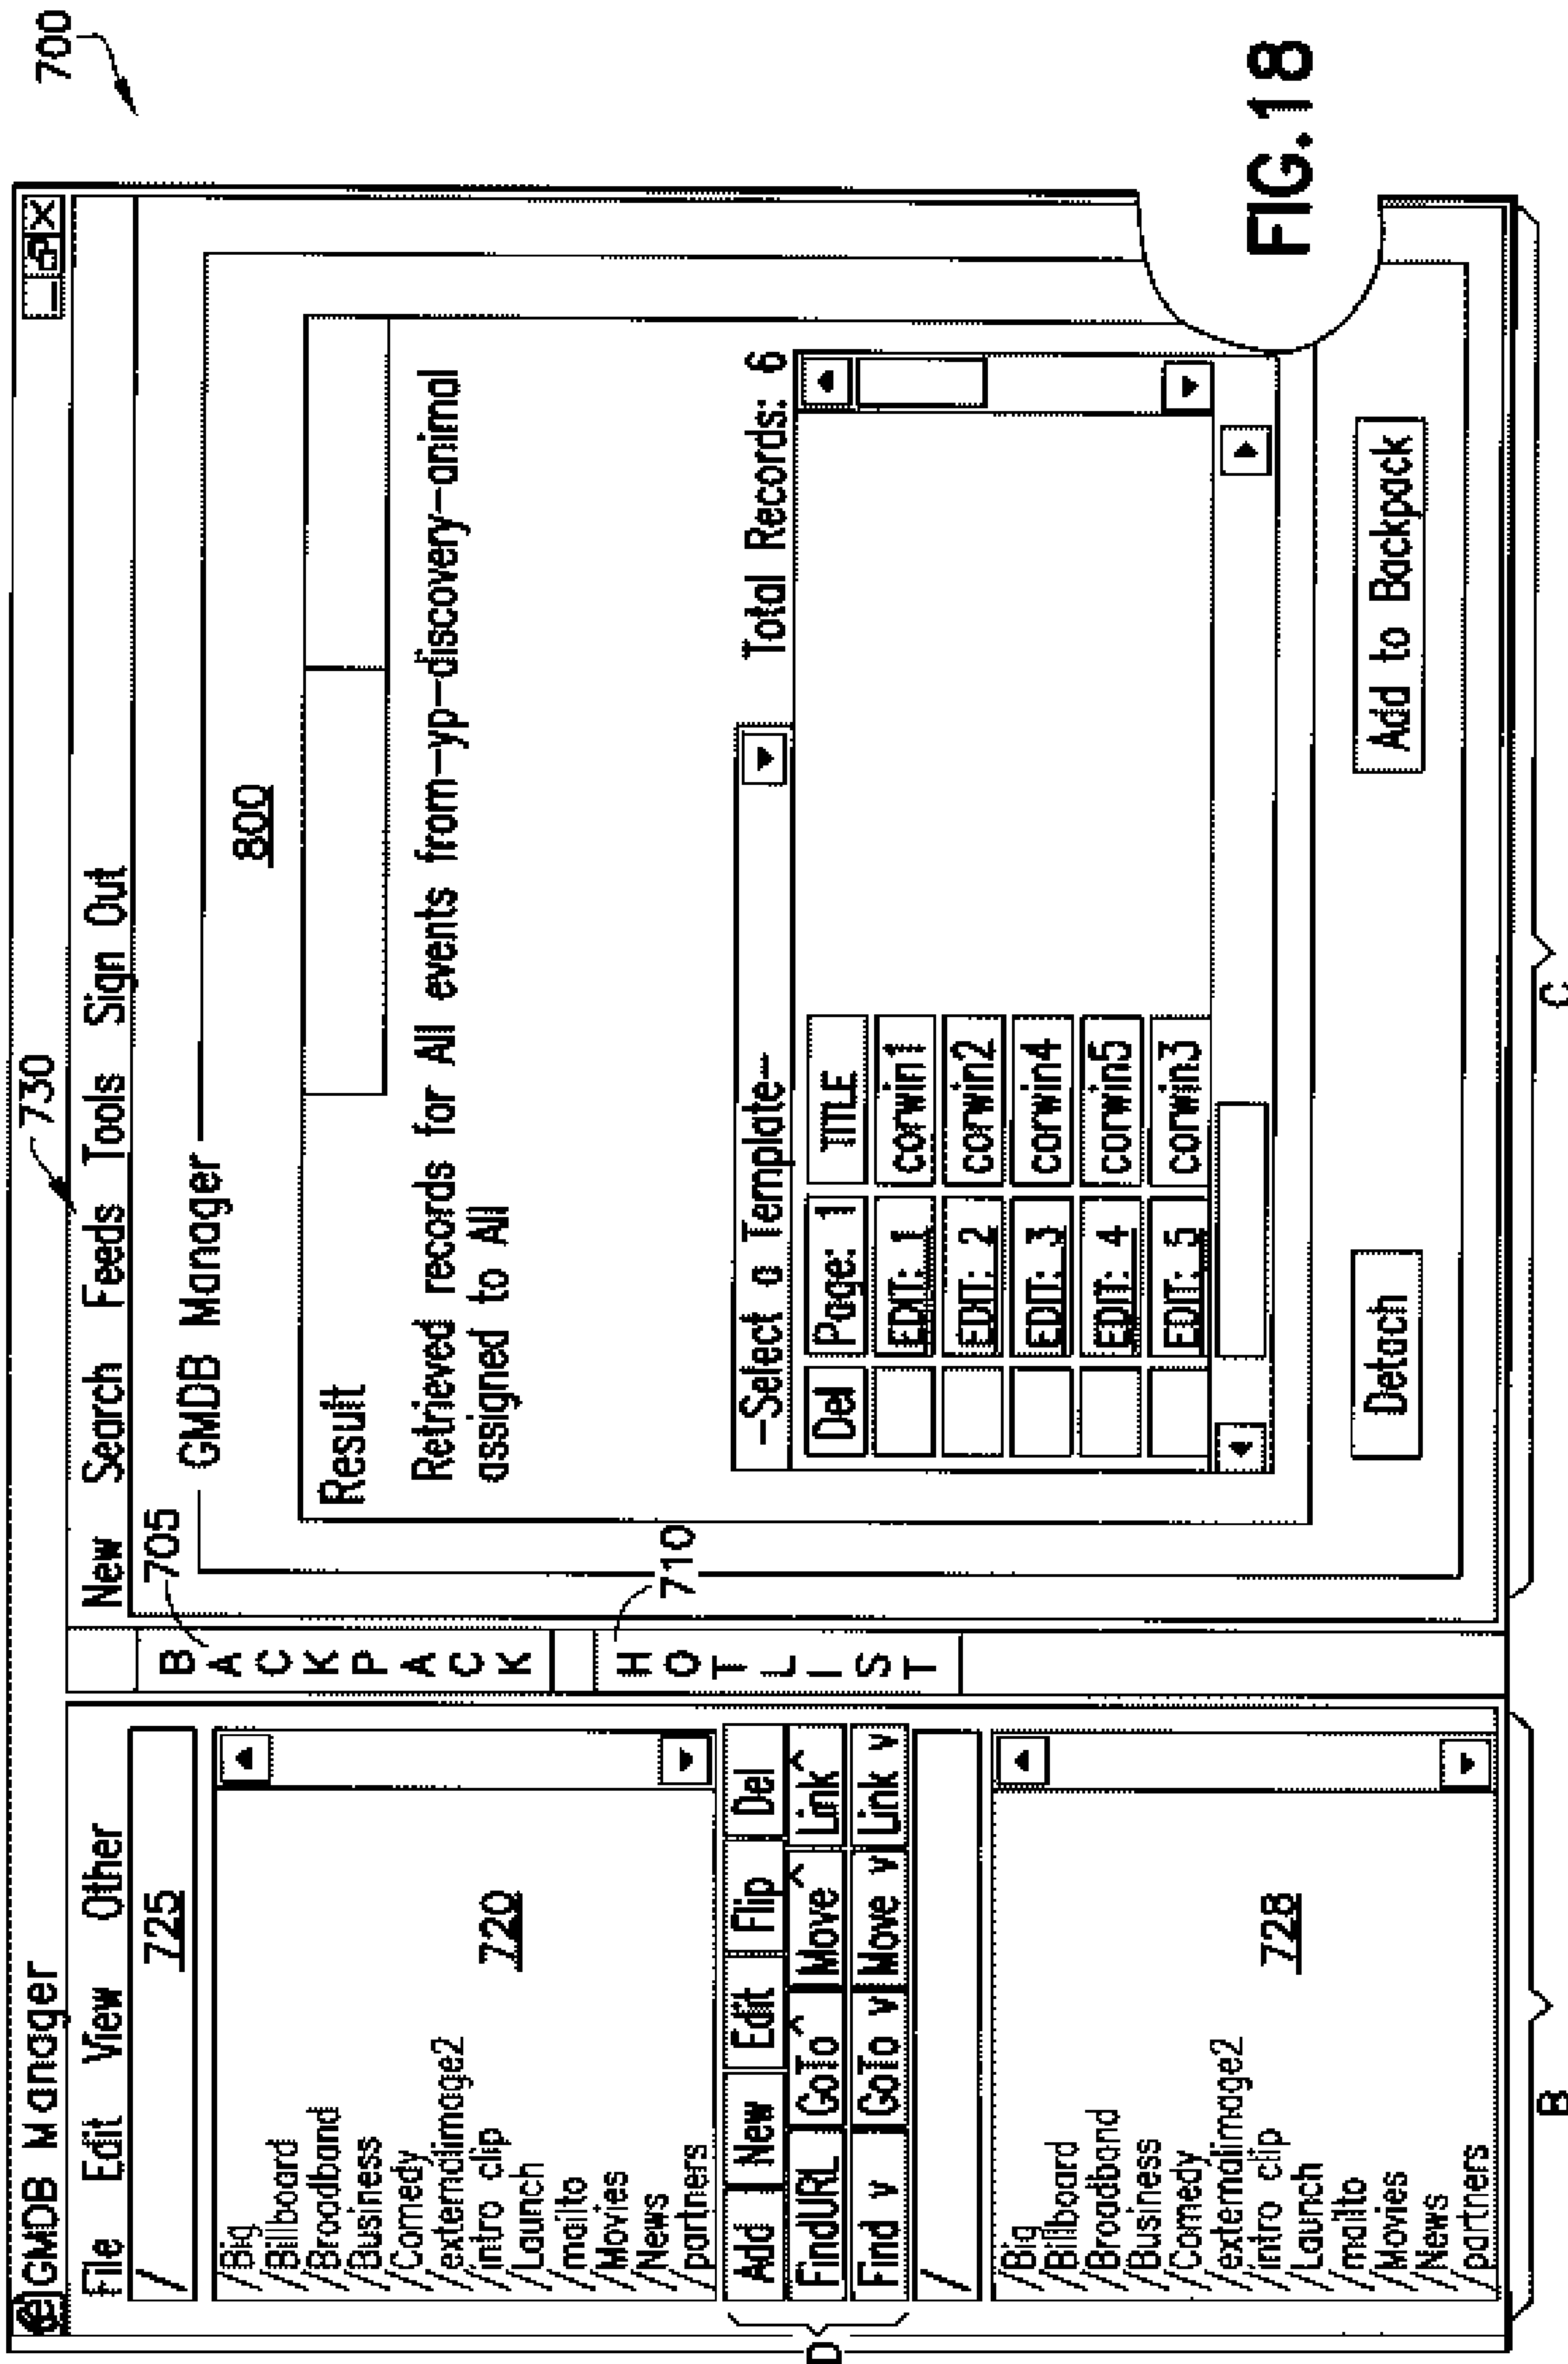 700
GMDB Manager
730
File Edit View Other
New Search Feeds Tools Sign Out
/
725
/Big
/Billboard
/Broadband
/Business
/Comedy
/externalimage2
/intro clip
/Launch
/mailto
/Movies
/News
/partners
720
Add New Edit Flip Del
FindURL GoTo^ Move^ Link^
Find v GoTo v Move v Link v
D
/
/Big
/Billboard
/Broadband
/Business
/Comedy
/externalimage2
/intro clip
/Launch
/mailto
/Movies
/News
/partners
728
B
BACKPACK
705
HOTLIST
710
GMDB Manager
800
Result
Retrieved records for All events from-yp-discovery-animal
assigned to All
-Select a Template-
Total Records: 6
Del Page: 1 TITLE
EDIT: 1 corwin1
EDIT: 2 corwin2
EDIT: 3 corwin4
EDIT: 4 corwin5
EDIT: 5 corwin3
Detach Add to Backpack
C
FIG.18